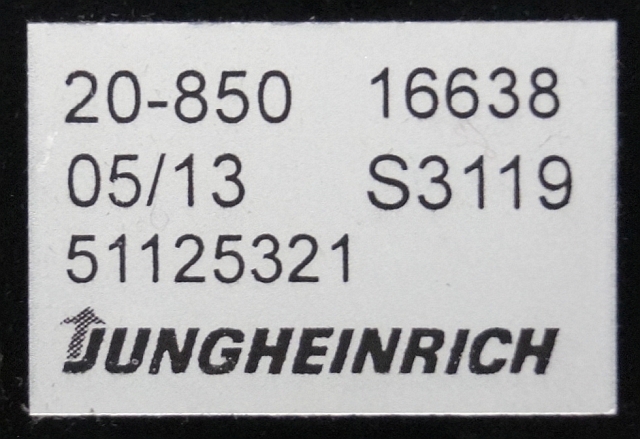 20-850 16638
05/13 S3119
51125321
JUNGHEINRICH